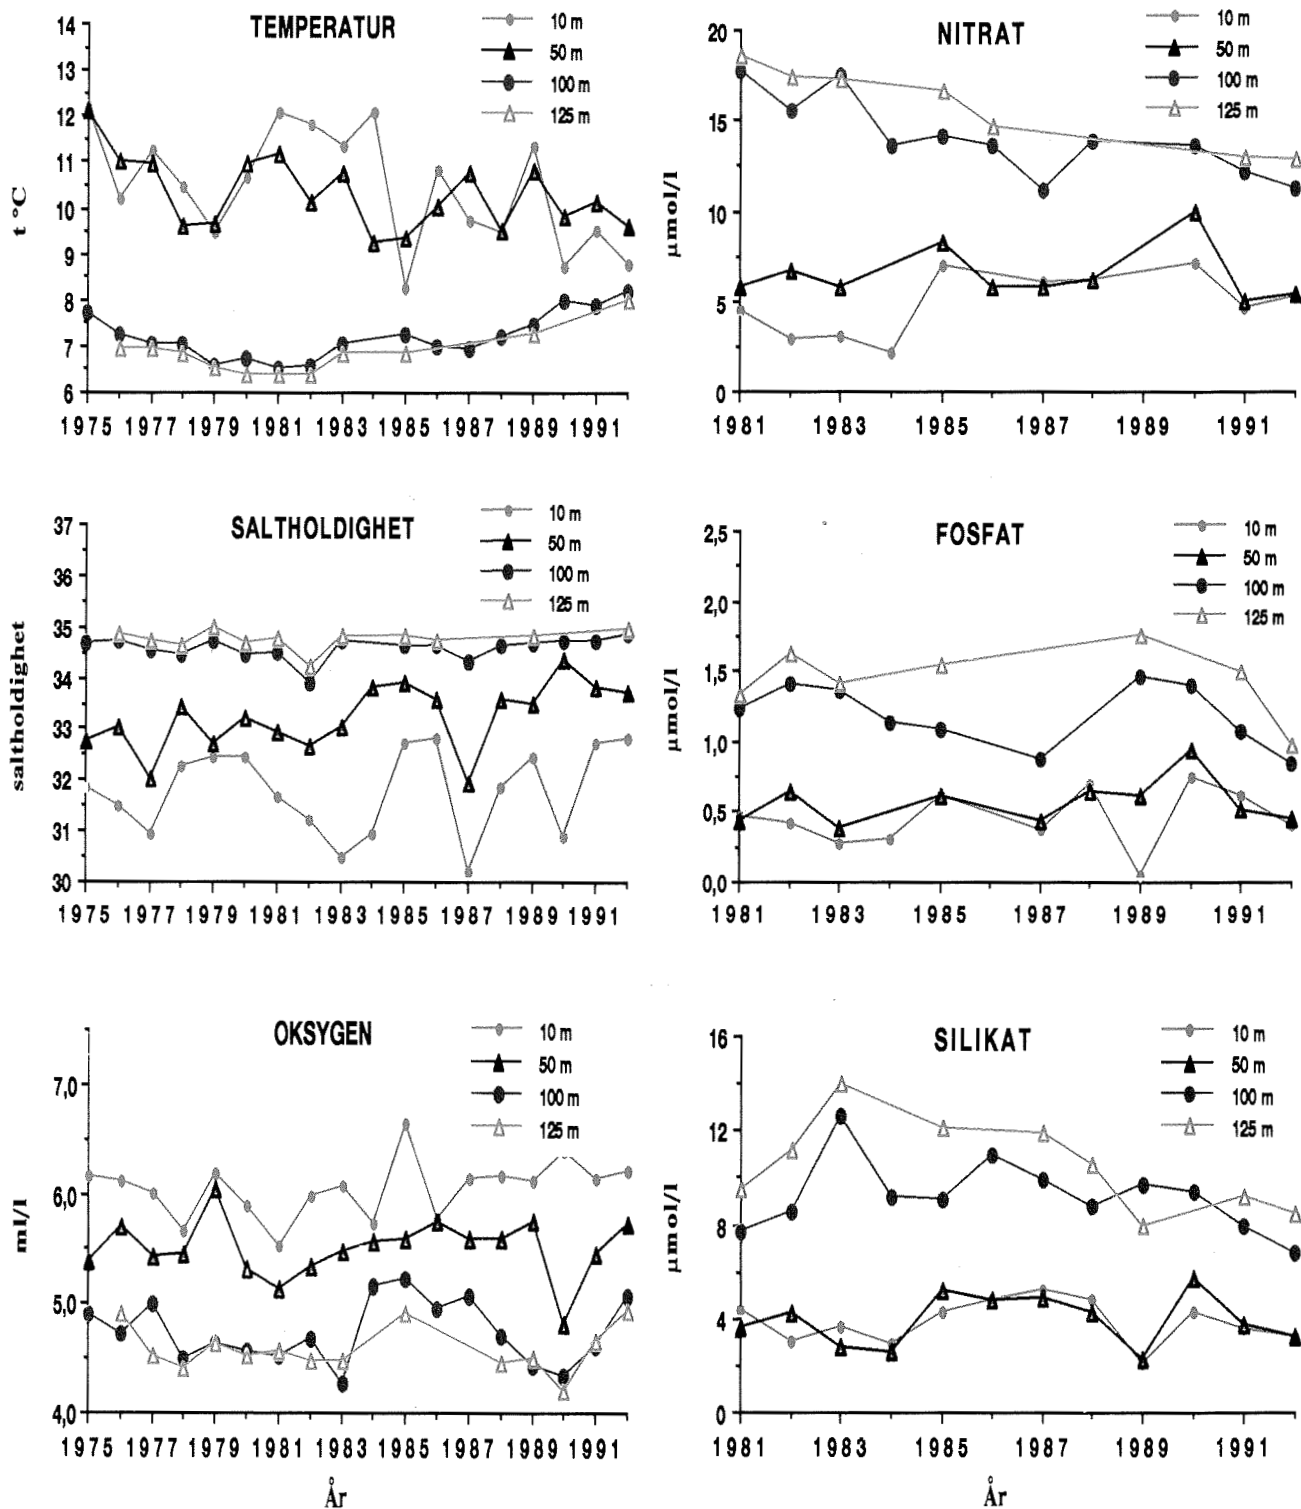 TEMPERATUR
10 m
50 m
100 m
125 m
t °C
14
13
12
11
10
9
8
7
6
1975 1977 1979 1981 1983 1985 1987 1989 1991
NITRAT
10 m
50 m
100 m
125 m
µmol/l
20
15
10
5
0
1981 1983 1985 1987 1989 1991
SALTHOLDIGHET
10 m
50 m
100 m
125 m
saltholdighet
37
36
35
34
33
32
31
30
1975 1977 1979 1981 1983 1985 1987 1989 1991
FOSFAT
10 m
50 m
100 m
125 m
µmol/l
2,5
2,0
1,5
1,0
0,5
0,0
1981 1983 1985 1987 1989 1991
OKSYGEN
10 m
50 m
100 m
125 m
ml/l
7,0
6,0
5,0
4,0
1975 1977 1979 1981 1983 1985 1987 1989 1991
År
SILIKAT
10 m
50 m
100 m
125 m
µmol/l
16
12
8
4
0
1981 1983 1985 1987 1989 1991
År